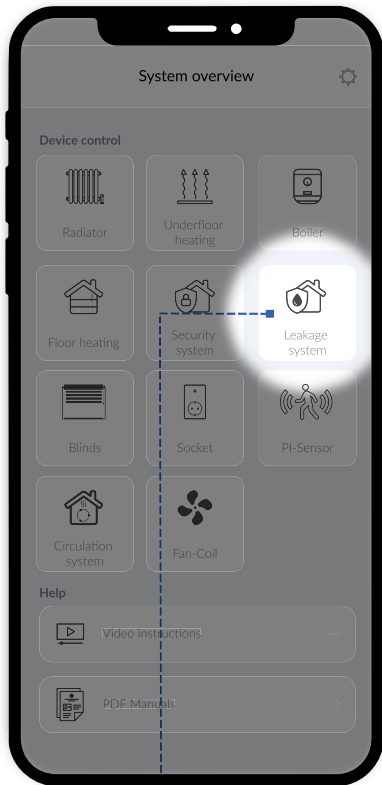 System overview
Device control
Radiator
Underfloor
heating
Boiler
Floor heating
Security
system
Leakage
system
Blinds
Socket
PI-Sensor
Circulation
system
Fan-Coil
Help
Video instructions
PDF Manuals